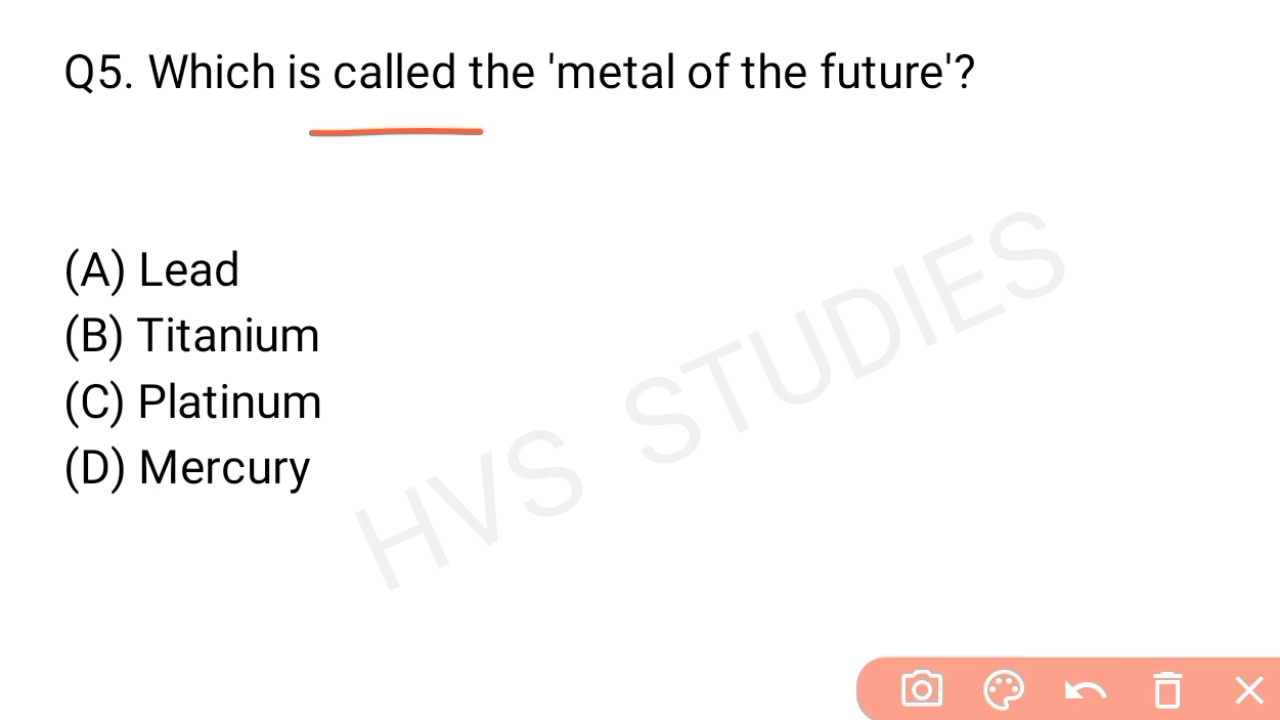 Q5. Which is called the 'metal of the future'?
(A) Lead
(B) Titanium
(C) Platinum
(D) Mercury
HVS STUDIES